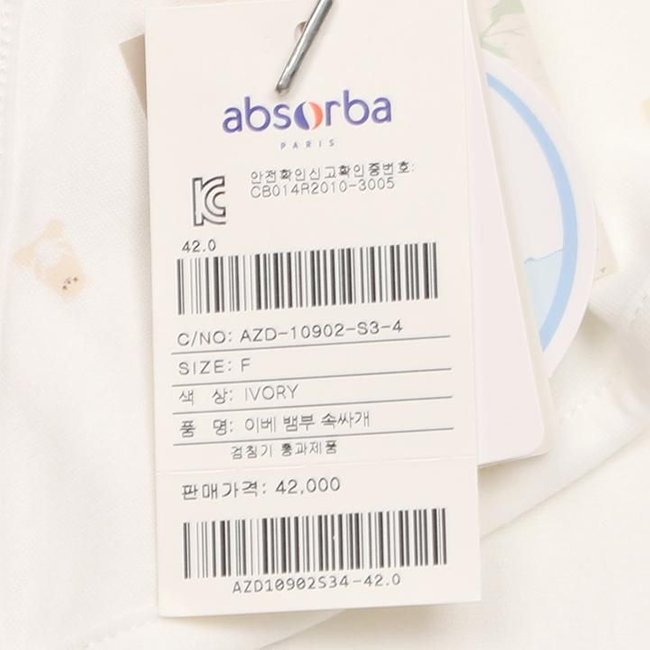 absorba
PARIS
안전확인신고확인증번호:
CB014R2010-3005
42.0
C/NO: AZD-10902-S3-4
SIZE: F
색 상: IVORY
품 명: 이베 뱀부 속싸개
검침기 통과제품
판매가격: 42,000
AZD10902S34-42.0